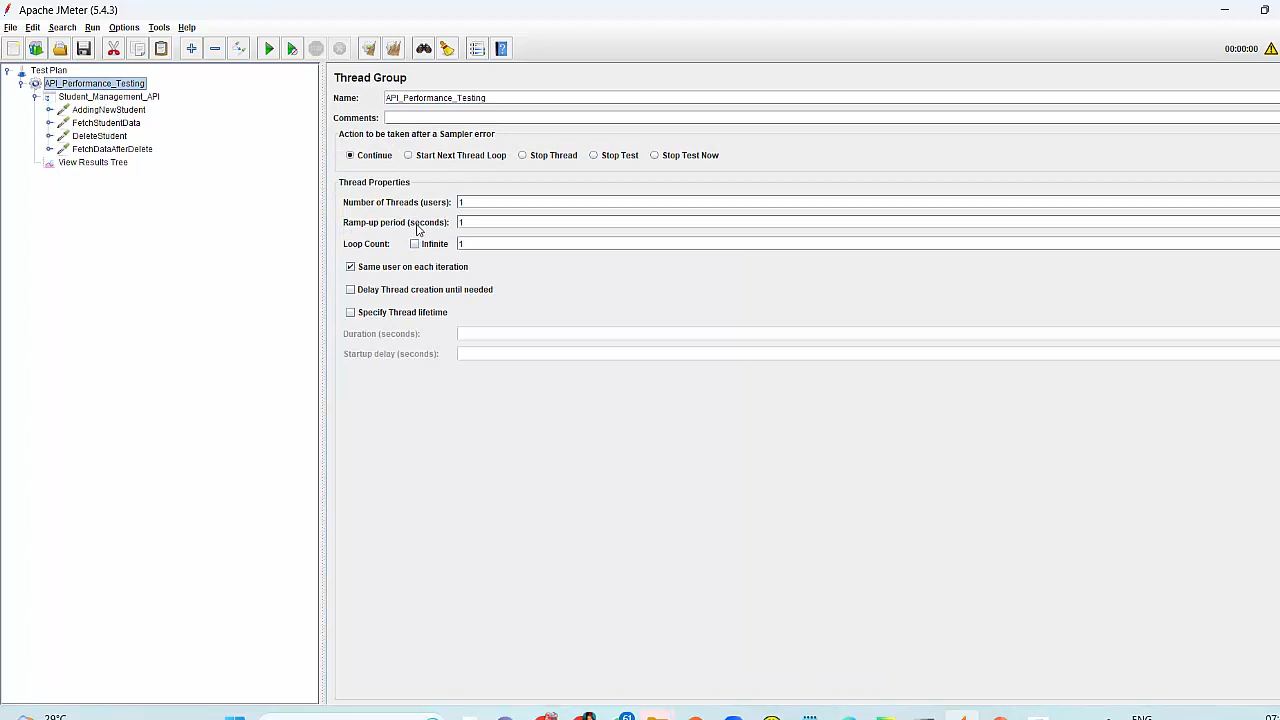 Apache JMeter (5.4.3)
File Edit Search Run Options Tools Help
00:00:00
Test Plan
API_Performance_Testing
Student_Management_API
AddingNewStudent
FetchStudentData
DeleteStudent
FetchDataAfterDelete
View Results Tree
Thread Group
Name: API_Performance_Testing
Comments:
Action to be taken after a Sampler error
Continue Start Next Thread Loop Stop Thread Stop Test Stop Test Now
Thread Properties
Number of Threads (users): 1
Ramp-up period (seconds): 1
Loop Count: Infinite 1
Same user on each iteration
Delay Thread creation until needed
Specify Thread lifetime
Duration (seconds):
Startup delay (seconds):
29°C 61 ENG